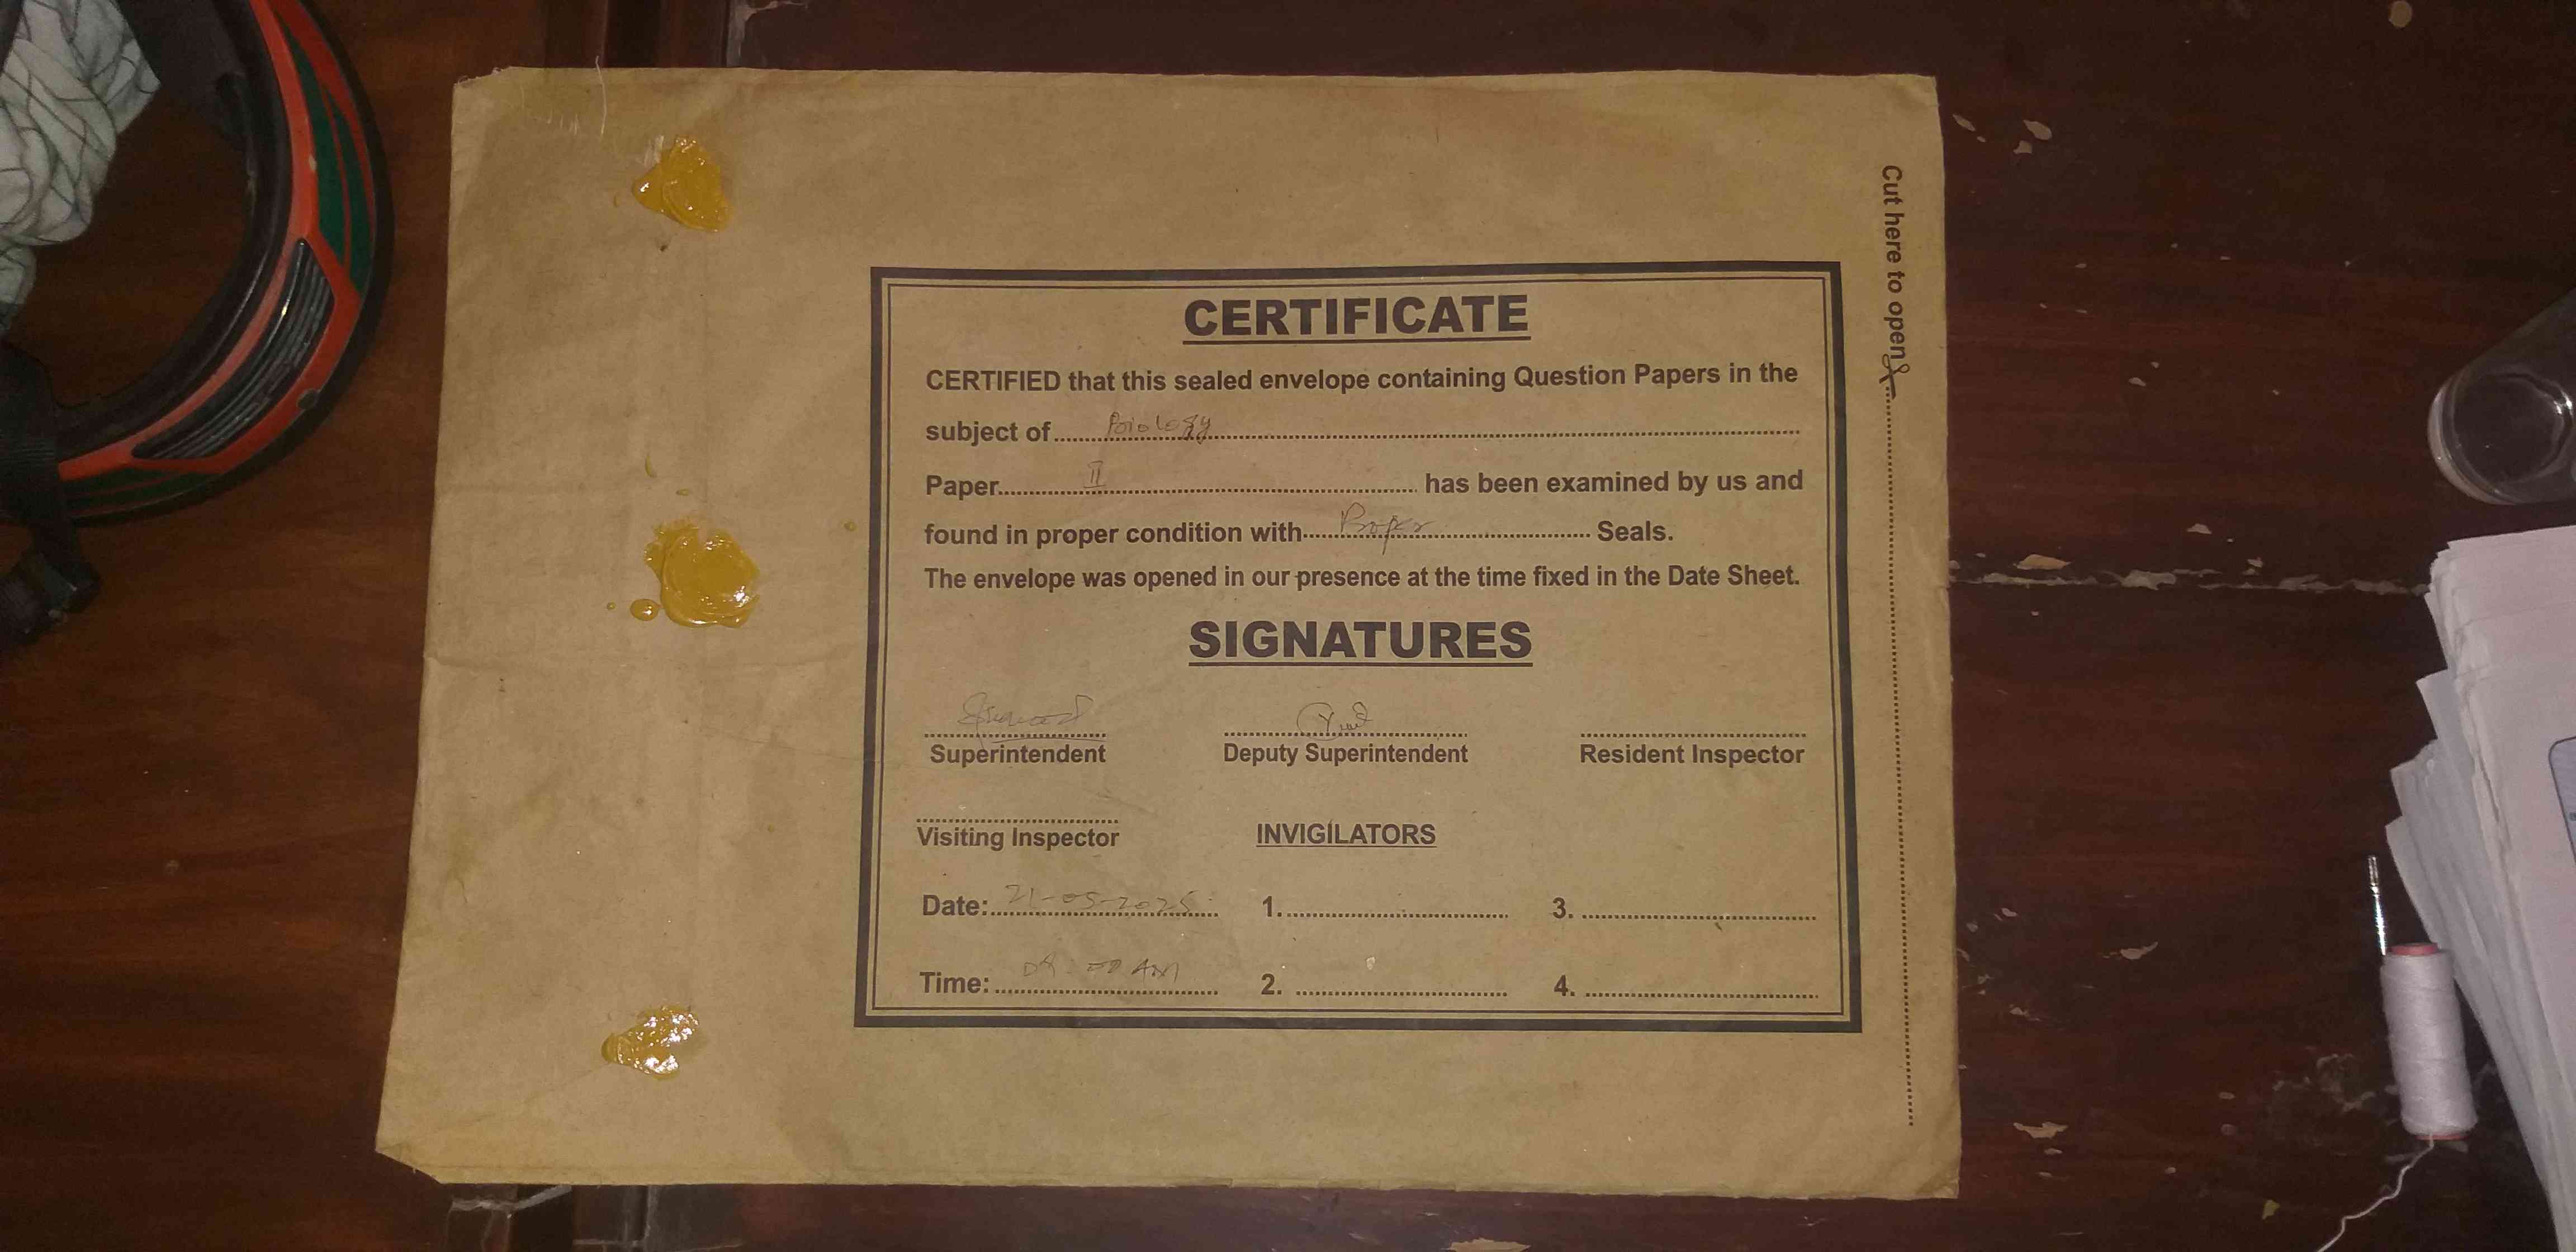 CERTIFICATE
CERTIFIED that this sealed envelope containing Question Papers in the
subject of Biology
Paper II has been examined by us and
found in proper condition with Proper Seals.
The envelope was opened in our presence at the time fixed in the Date Sheet.
SIGNATURES
Superintendent Deputy Superintendent Resident Inspector
Visiting Inspector INVIGILATORS
Date: 21-05-2025 1. 3.
Time: 00 AM 2. 4.
Cut here to open